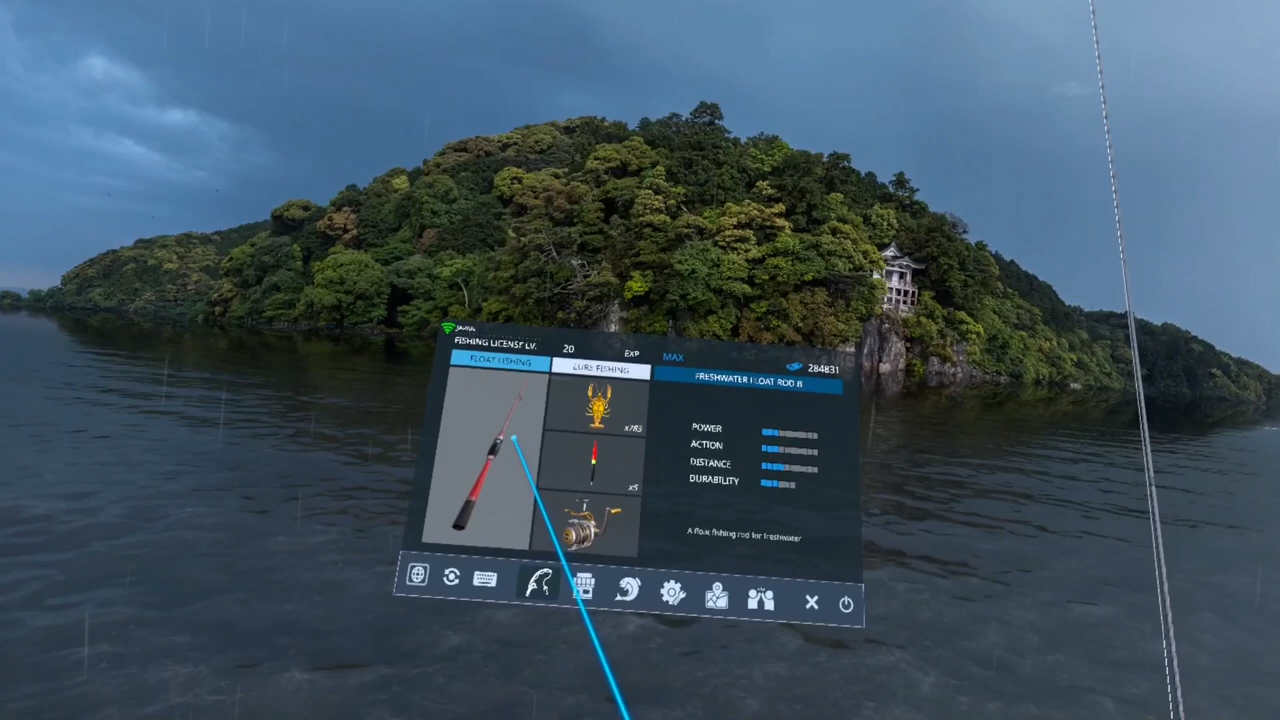 FISHING LICENSE LV. 20 EXP MAX 284831
FLOAT FISHING
LURE FISHING
FRESHWATER FLOAT ROD B
x783
x5
POWER
ACTION
DISTANCE
DURABILITY
A float fishing rod for freshwater